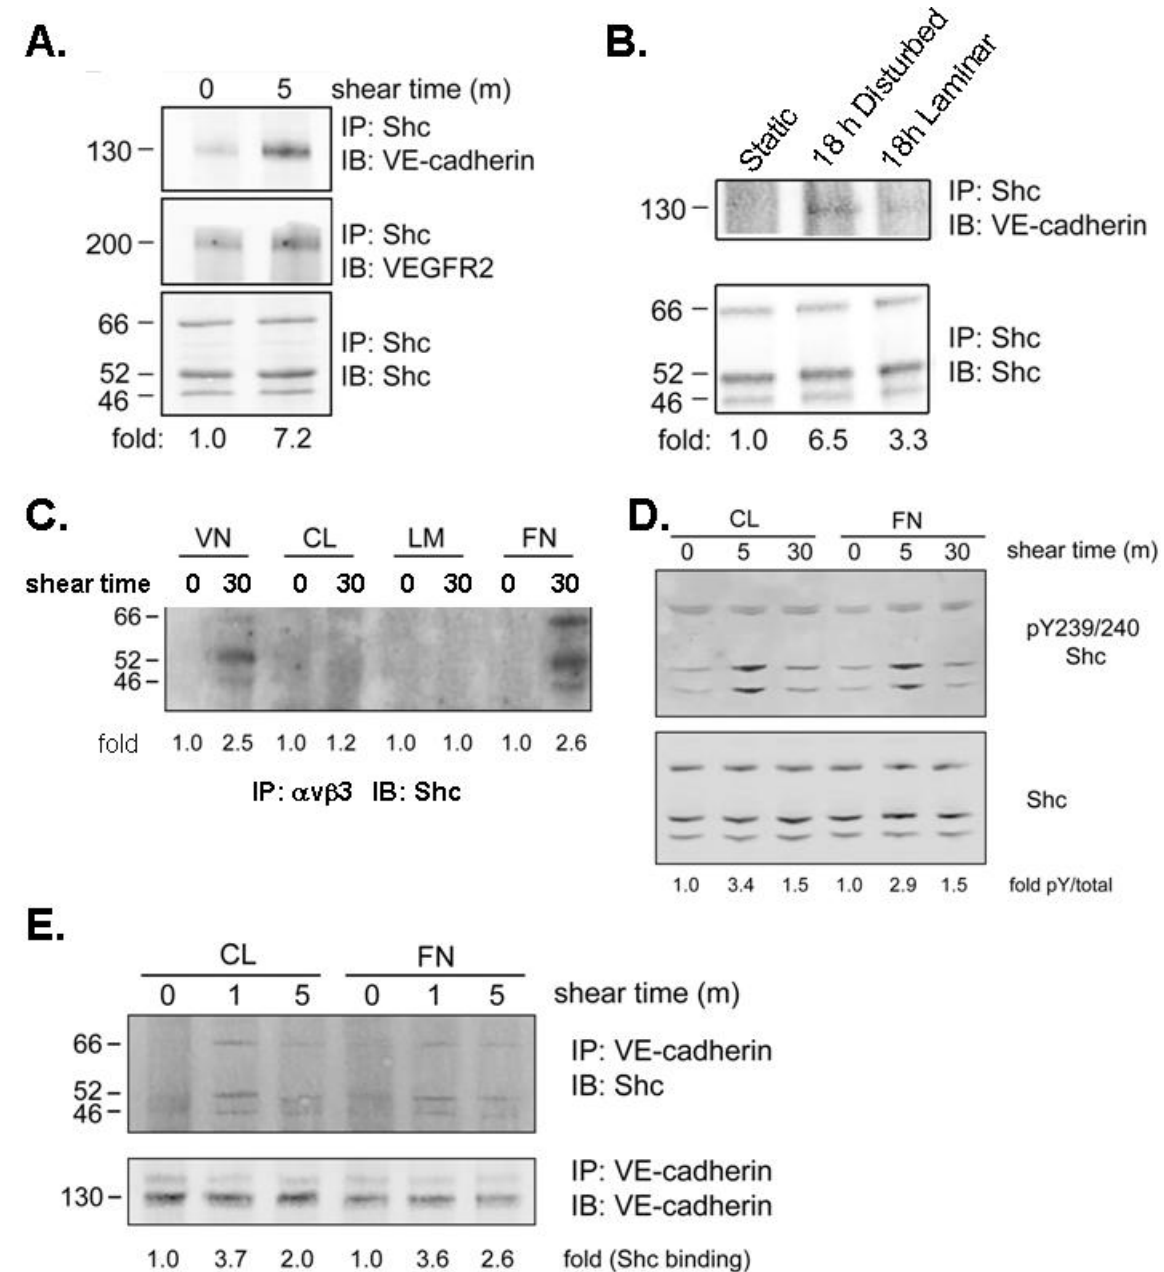 A.
0 5 shear time (m)
130
IP: Shc
IB: VE-cadherin
200
IP: Shc
IB: VEGFR2
66
52
46
IP: Shc
IB: Shc
fold: 1.0 7.2
B.
Static 18 h Disturbed 18h Laminar
130
IP: Shc
IB: VE-cadherin
66
52
46
IP: Shc
IB: Shc
fold: 1.0 6.5 3.3
C.
VN CL LM FN
shear time 0 30 0 30 0 30 0 30
66
52
46
fold 1.0 2.5 1.0 1.2 1.0 1.0 1.0 2.6
IP: αvβ3 IB: Shc
D.
CL FN
0 5 30 0 5 30 shear time (m)
pY239/240
Shc
Shc
1.0 3.4 1.5 1.0 2.9 1.5 fold pY/total
E.
CL FN
0 1 5 0 1 5 shear time (m)
66
52
46
IP: VE-cadherin
IB: Shc
130
IP: VE-cadherin
IB: VE-cadherin
1.0 3.7 2.0 1.0 3.6 2.6 fold (Shc binding)